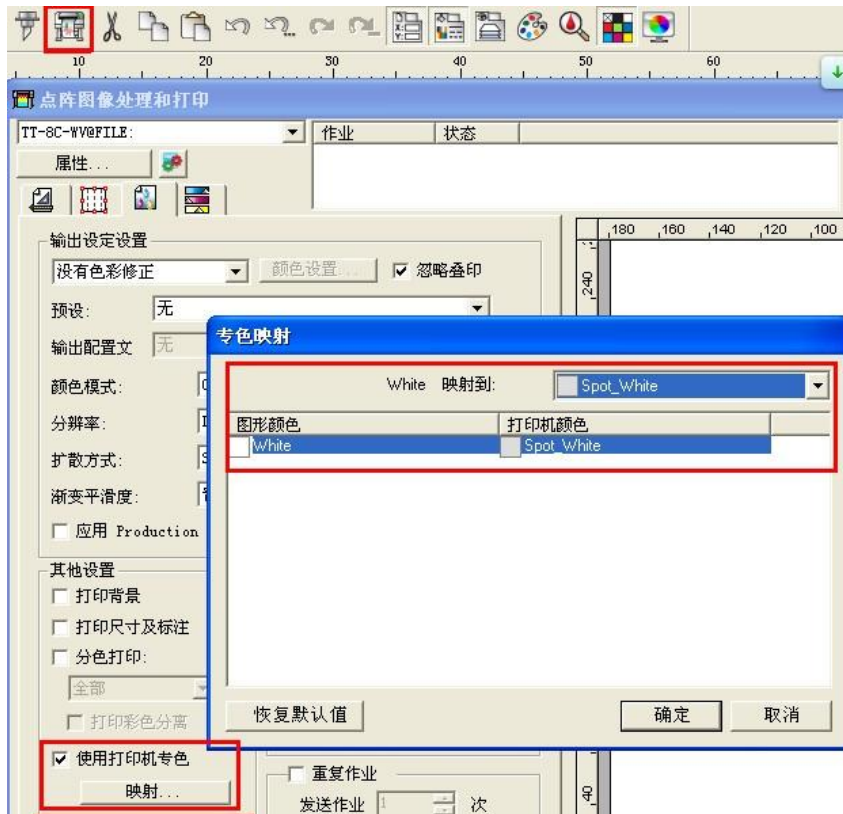 10 20 30 40 50 60
点阵图像处理和打印
TT-8C-WV@FILE:
作业 状态
属性...
180 160 140 120 100
输出设定设置
没有色彩修正 颜色设置... 忽略叠印
240
预设: 无
专色映射
输出配置文 无
White 映射到: Spot_White
颜色模式:
图形颜色 打印机颜色
分辨率:
White Spot_White
扩散方式:
渐变平滑度:
应用 Production
其他设置
打印背景
打印尺寸及标注
分色打印:
全部
打印彩色分离
恢复默认值 确定 取消
使用打印机专色
映射...
重复作业
发送作业 1 次